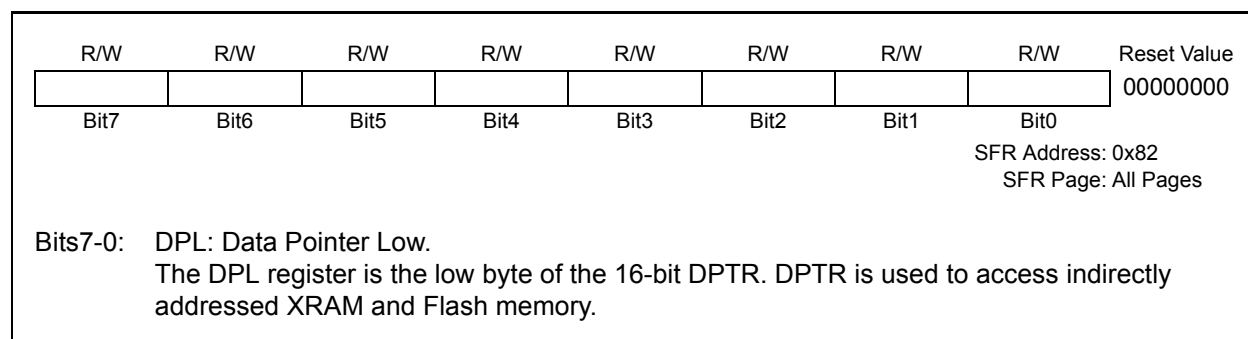 R/W R/W R/W R/W R/W R/W R/W R/W Reset Value
00000000
Bit7 Bit6 Bit5 Bit4 Bit3 Bit2 Bit1 Bit0
SFR Address: 0x82
SFR Page: All Pages
Bits7-0: DPL: Data Pointer Low.
The DPL register is the low byte of the 16-bit DPTR. DPTR is used to access indirectly
addressed XRAM and Flash memory.